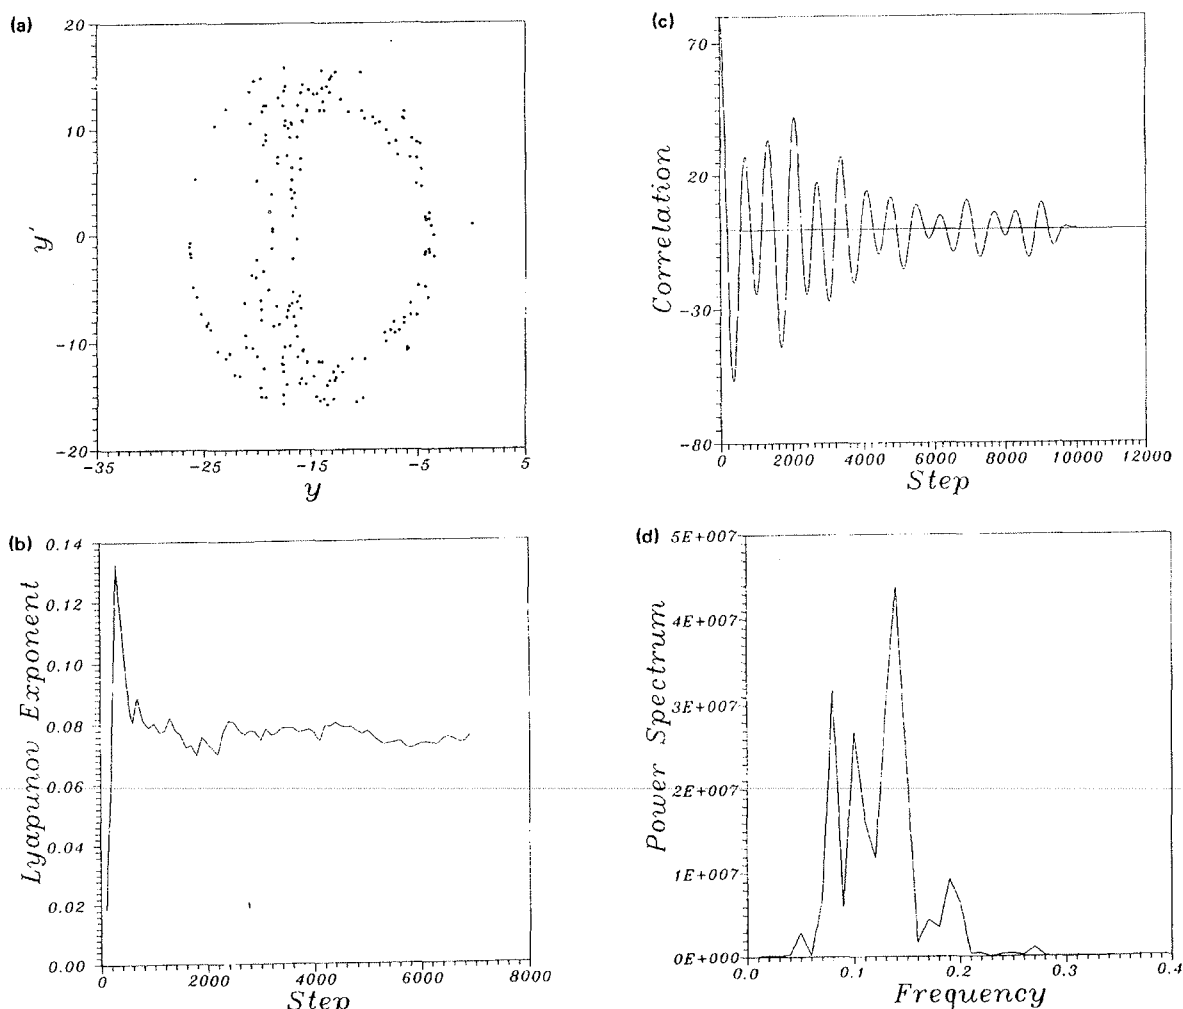 (a)
20
10
0
-10
-20
y'
-35
-25
-15
-5
5
y
(c)
70
20
-30
-80
Correlation
0
2000
4000
6000
8000
10000
12000
Step
(b)
0.14
0.12
0.10
0.08
0.06
0.04
0.02
0.00
Lyapunov Exponent
0
2000
4000
6000
8000
Step
(d)
5E+007
4E+007
3E+007
2E+007
1E+007
0E+000
Power Spectrum
0.0
0.1
0.2
0.3
0.4
Frequency